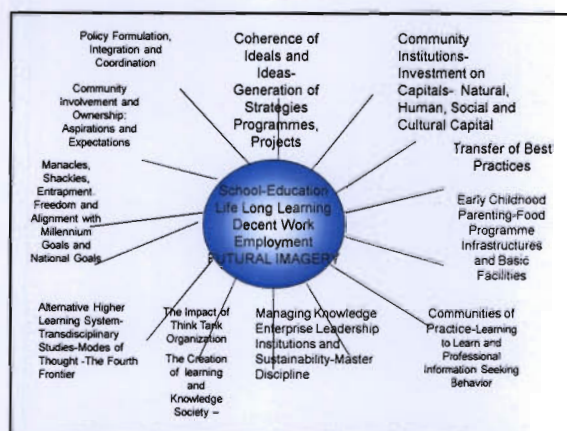 Policy Formulation,
Integration and
Coordination
Coherence of
Ideals and
Ideas-
Generation of
Strategies
Programmes,
Projects
Community
Institutions-
Investment on
Capitals- Natural,
Human, Social and
Cultural Capital
Community
Involvement and
Ownership:
Aspirations and
Expectations
Transfer of Best
Practices
Manacles,
Shackles,
Entrapment.
Freedom and
Alignment with
Millennium
Goals and
National Goals
School-Education
Life Long Learning
Decent Work
Employment
FUTURAL IMAGERY
Early Childhood
Parenting-Food
Programme
Infrastructures
and Basic
Facilities
Alternative Higher
Learning System-
Transdisciplinary
Studies-Modes of
Thought -The Fourth
Frontier
The Impact of
Think Tank
Organization
The Creation
of learning
and
Knowledge
Society –
Managing Knowledge
Enterprise Leadership
Institutions and
Sustainability-Master
Discipline
Communities of
Practice-Learning
to Learn and
Professional
Information Seeking
Behavior